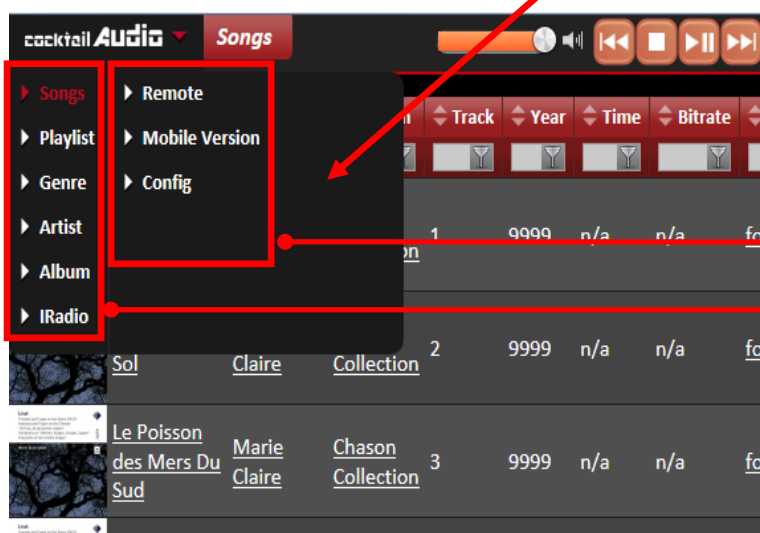 cocktail Audio Songs
Songs
Playlist
Genre
Artist
Album
IRadio
Remote
Mobile Version
Config
Track Year Time Bitrate
1 9999 n/a n/a
Sol Claire Collection 2 9999 n/a n/a
Le Poisson
des Mers Du
Sud
Marie
Claire
Chason
Collection
3 9999 n/a n/a